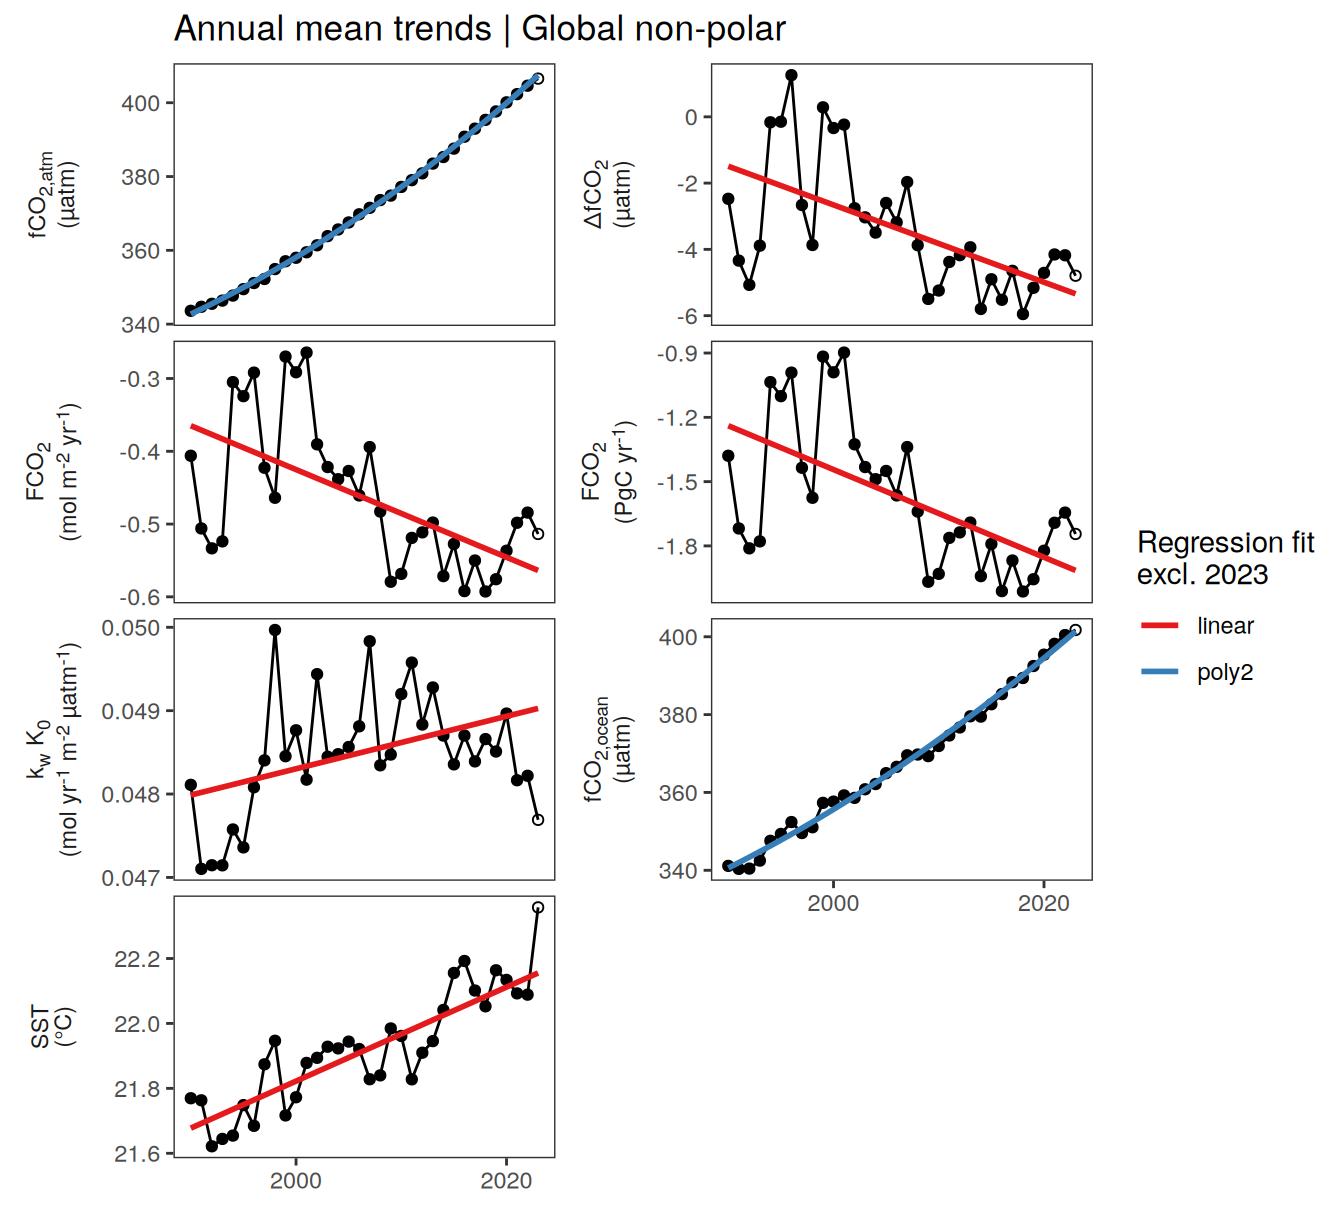 Annual mean trends | Global non-polar
fCO2,atm
(µatm)
400
380
360
340
ΔfCO2
(µatm)
0
-2
-4
-6
FCO2
(mol m-2 yr-1)
-0.3
-0.4
-0.5
-0.6
FCO2
(PgC yr-1)
-0.9
-1.2
-1.5
-1.8
kw K0
(mol yr-1 m-2 µatm-1)
0.050
0.049
0.048
0.047
fCO2,ocean
(µatm)
400
380
360
340
2000 2020
SST
(°C)
22.2
22.0
21.8
21.6
2000 2020
Regression fit
excl. 2023
linear
poly2